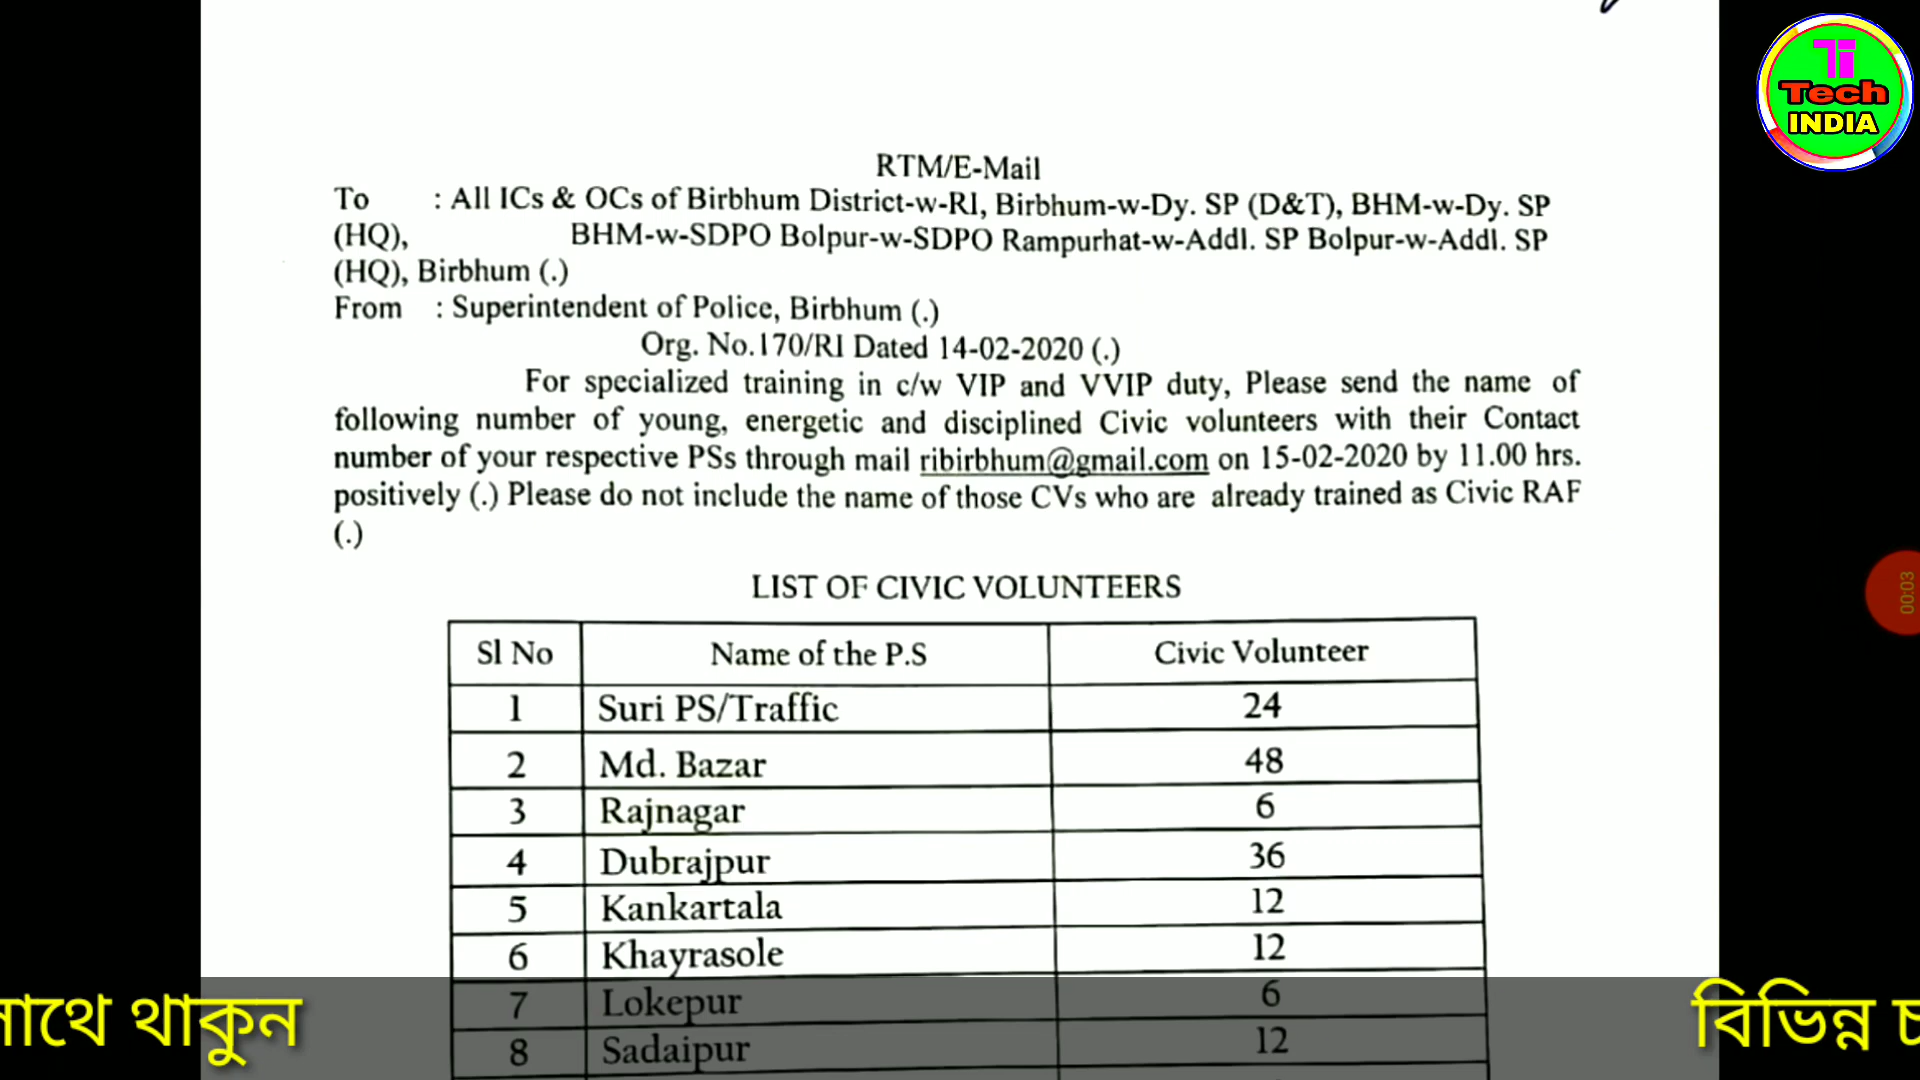 Ti
Tech
INDIA
RTM/E-Mail
To : All ICs & OCs of Birbhum District-w-RI, Birbhum-w-Dy. SP (D&T), BHM-w-Dy. SP
(HQ), BHM-w-SDPO Bolpur-w-SDPO Rampurhat-w-Addl. SP Bolpur-w-Addl. SP
(HQ), Birbhum (.)
From : Superintendent of Police, Birbhum (.)
Org. No.170/RI Dated 14-02-2020 (.)
For specialized training in c/w VIP and VVIP duty, Please send the name of
following number of young, energetic and disciplined Civic volunteers with their Contact
number of your respective PSs through mail ribirbhum@gmail.com on 15-02-2020 by 11.00 hrs.
positively (.) Please do not include the name of those CVs who are already trained as Civic RAF
(.)
00:03
LIST OF CIVIC VOLUNTEERS
Sl No Name of the P.S Civic Volunteer
1 Suri PS/Traffic 24
2 Md. Bazar 48
3 Rajnagar 6
4 Dubrajpur 36
5 Kankartala 12
6 Khayrasole 12
7 Lokepur 6
8 Sadaipur 12
থাকুন বিভিন্ন